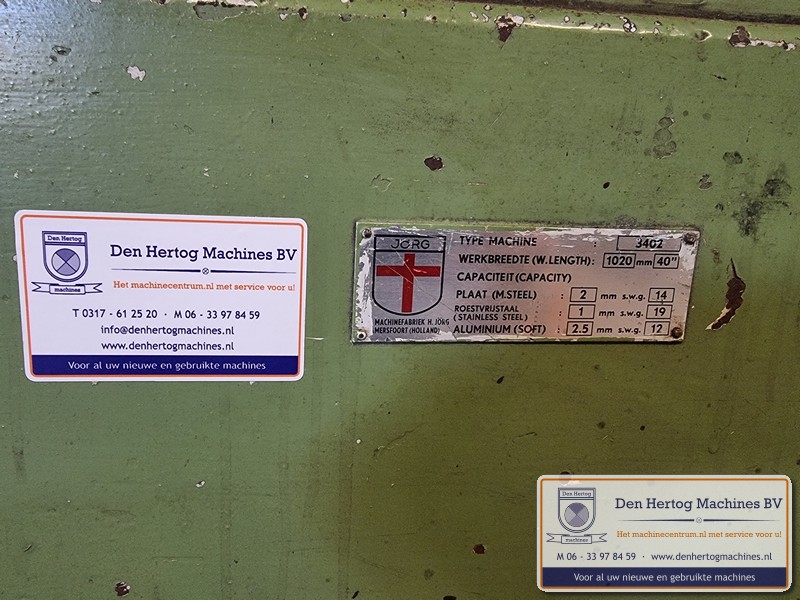 Den Hertog
machines
Den Hertog Machines BV
Het machinecentrum.nl met service voor u!
T 0317 - 61 25 20 · M 06 - 33 97 84 59
info@denhertogmachines.nl
www.denhertogmachines.nl
Voor al uw nieuwe en gebruikte machines
JÖRG
MACHINEFABRIEK H. JÖRG
MERSFOORT (HOLLAND)
TYPE MACHINE : 3402
WERKBREEDTE (W.LENGTH): 1020 mm 40"
CAPACITEIT (CAPACITY)
PLAAT (M.STEEL) : 2 mm s.w.g. 14
ROESTVRIJSTAAL
(STAINLESS STEEL) : 1 mm s.w.g. 19
ALUMINIUM (SOFT) : 2.5 mm s.w.g. 12
Den Hertog
machines
Den Hertog Machines BV
Het machinecentrum.nl met service voor u!
M 06 - 33 97 84 59 · www.denhertogmachines.nl
Voor al uw nieuwe en gebruikte machines